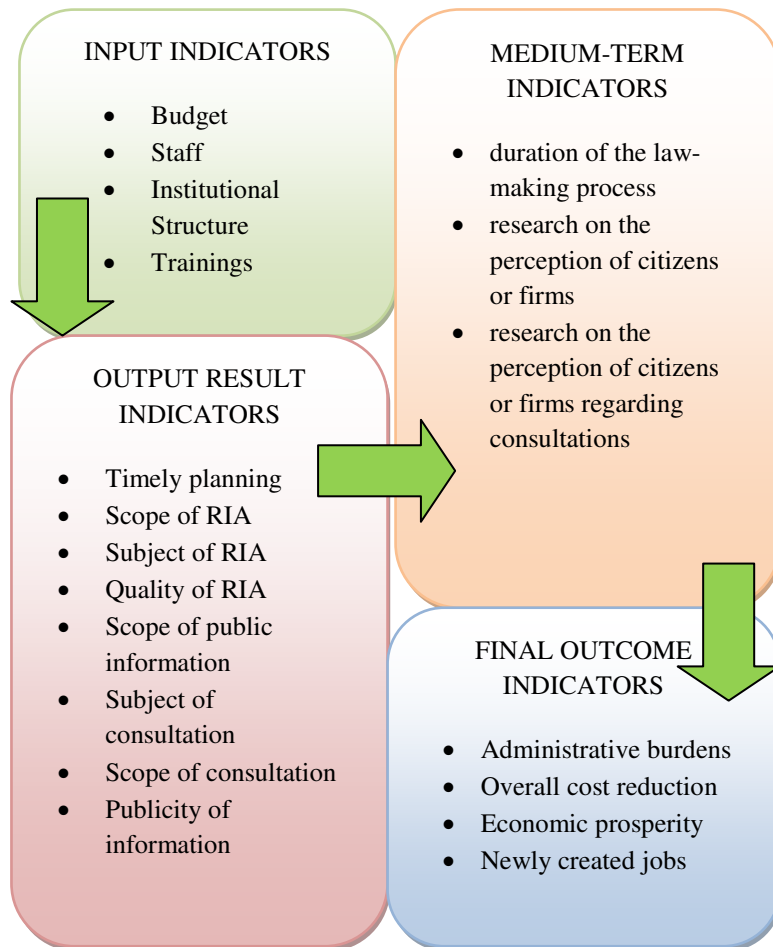 INPUT INDICATORS
• Budget
• Staff
• Institutional
Structure
• Trainings
OUTPUT RESULT
INDICATORS
• Timely planning
• Scope of RIA
• Subject of RIA
• Quality of RIA
• Scope of public
information
• Subject of
consultation
• Scope of consultation
• Publicity of
information
MEDIUM-TERM
INDICATORS
• duration of the law-
making process
• research on the
perception of citizens
or firms
• research on the
perception of citizens
or firms regarding
consultations
FINAL OUTCOME
INDICATORS
• Administrative burdens
• Overall cost reduction
• Economic prosperity
• Newly created jobs